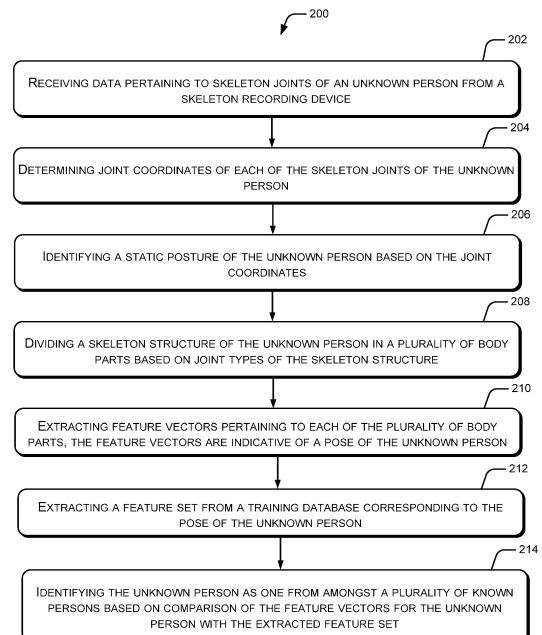 200
202
RECEIVING DATA PERTAINING TO SKELETON JOINTS OF AN UNKNOWN PERSON FROM A
SKELETON RECORDING DEVICE
204
DETERMINING JOINT COORDINATES OF EACH OF THE SKELETON JOINTS OF THE UNKNOWN
PERSON
206
IDENTIFYING A STATIC POSTURE OF THE UNKNOWN PERSON BASED ON THE JOINT
COORDINATES
208
DIVIDING A SKELETON STRUCTURE OF THE UNKNOWN PERSON IN A PLURALITY OF BODY
PARTS BASED ON JOINT TYPES OF THE SKELETON STRUCTURE
210
EXTRACTING FEATURE VECTORS PERTAINING TO EACH OF THE PLURALITY OF BODY
PARTS, THE FEATURE VECTORS ARE INDICATIVE OF A POSE OF THE UNKNOWN PERSON
212
EXTRACTING A FEATURE SET FROM A TRAINING DATABASE CORRESPONDING TO THE
POSE OF THE UNKNOWN PERSON
214
IDENTIFYING THE UNKNOWN PERSON AS ONE FROM AMONGST A PLURALITY OF KNOWN
PERSONS BASED ON COMPARISON OF THE FEATURE VECTORS FOR THE UNKNOWN
PERSON WITH THE EXTRACTED FEATURE SET